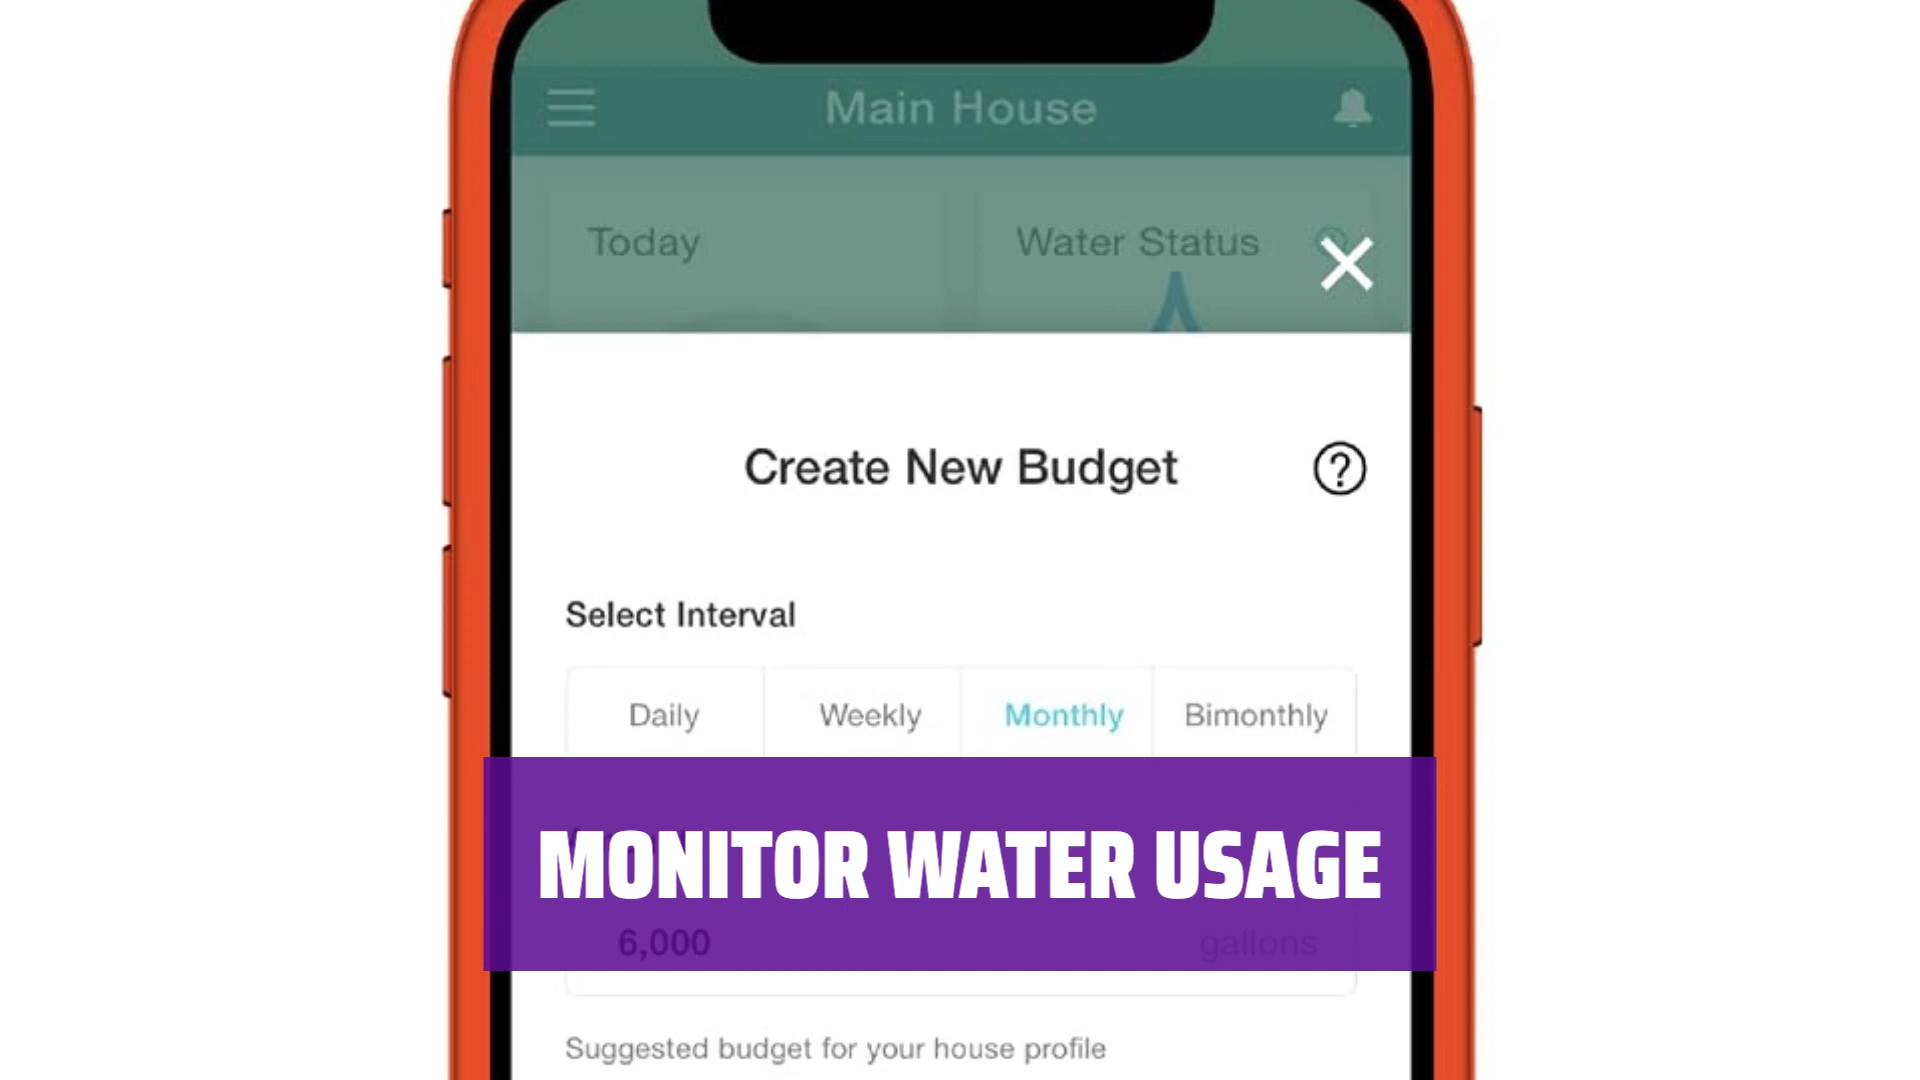 Main House
Today
Water Status
Create New Budget
Select Interval
Daily Weekly Monthly Bimonthly
MONITOR WATER USAGE
6,000 gallons
Suggested budget for your house profile